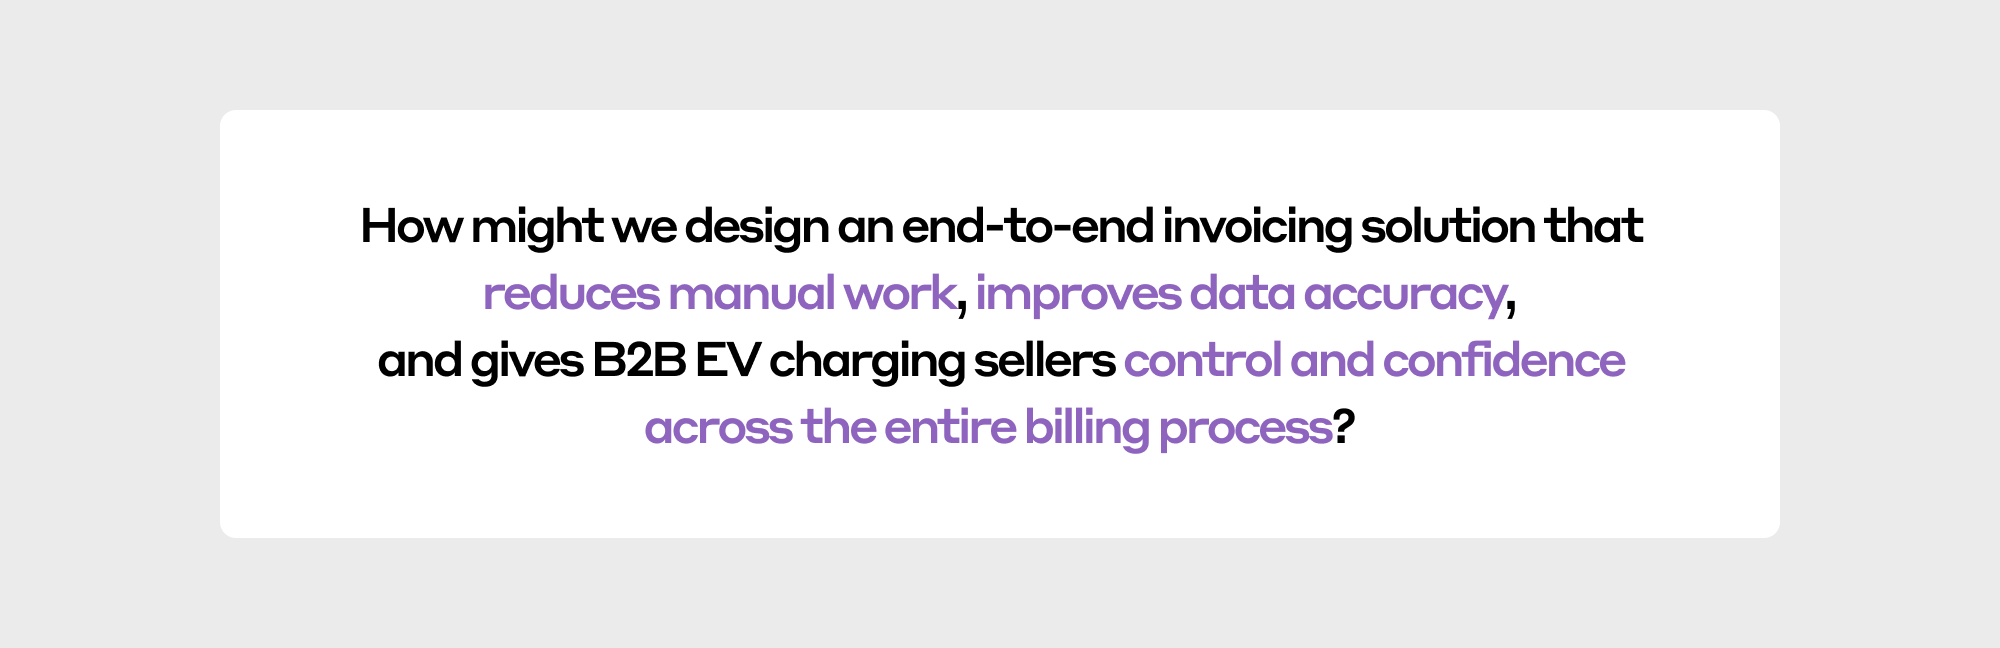 How might we design an end-to-end invoicing solution that
reduces manual work, improves data accuracy,
and gives B2B EV charging sellers control and confidence
across the entire billing process?